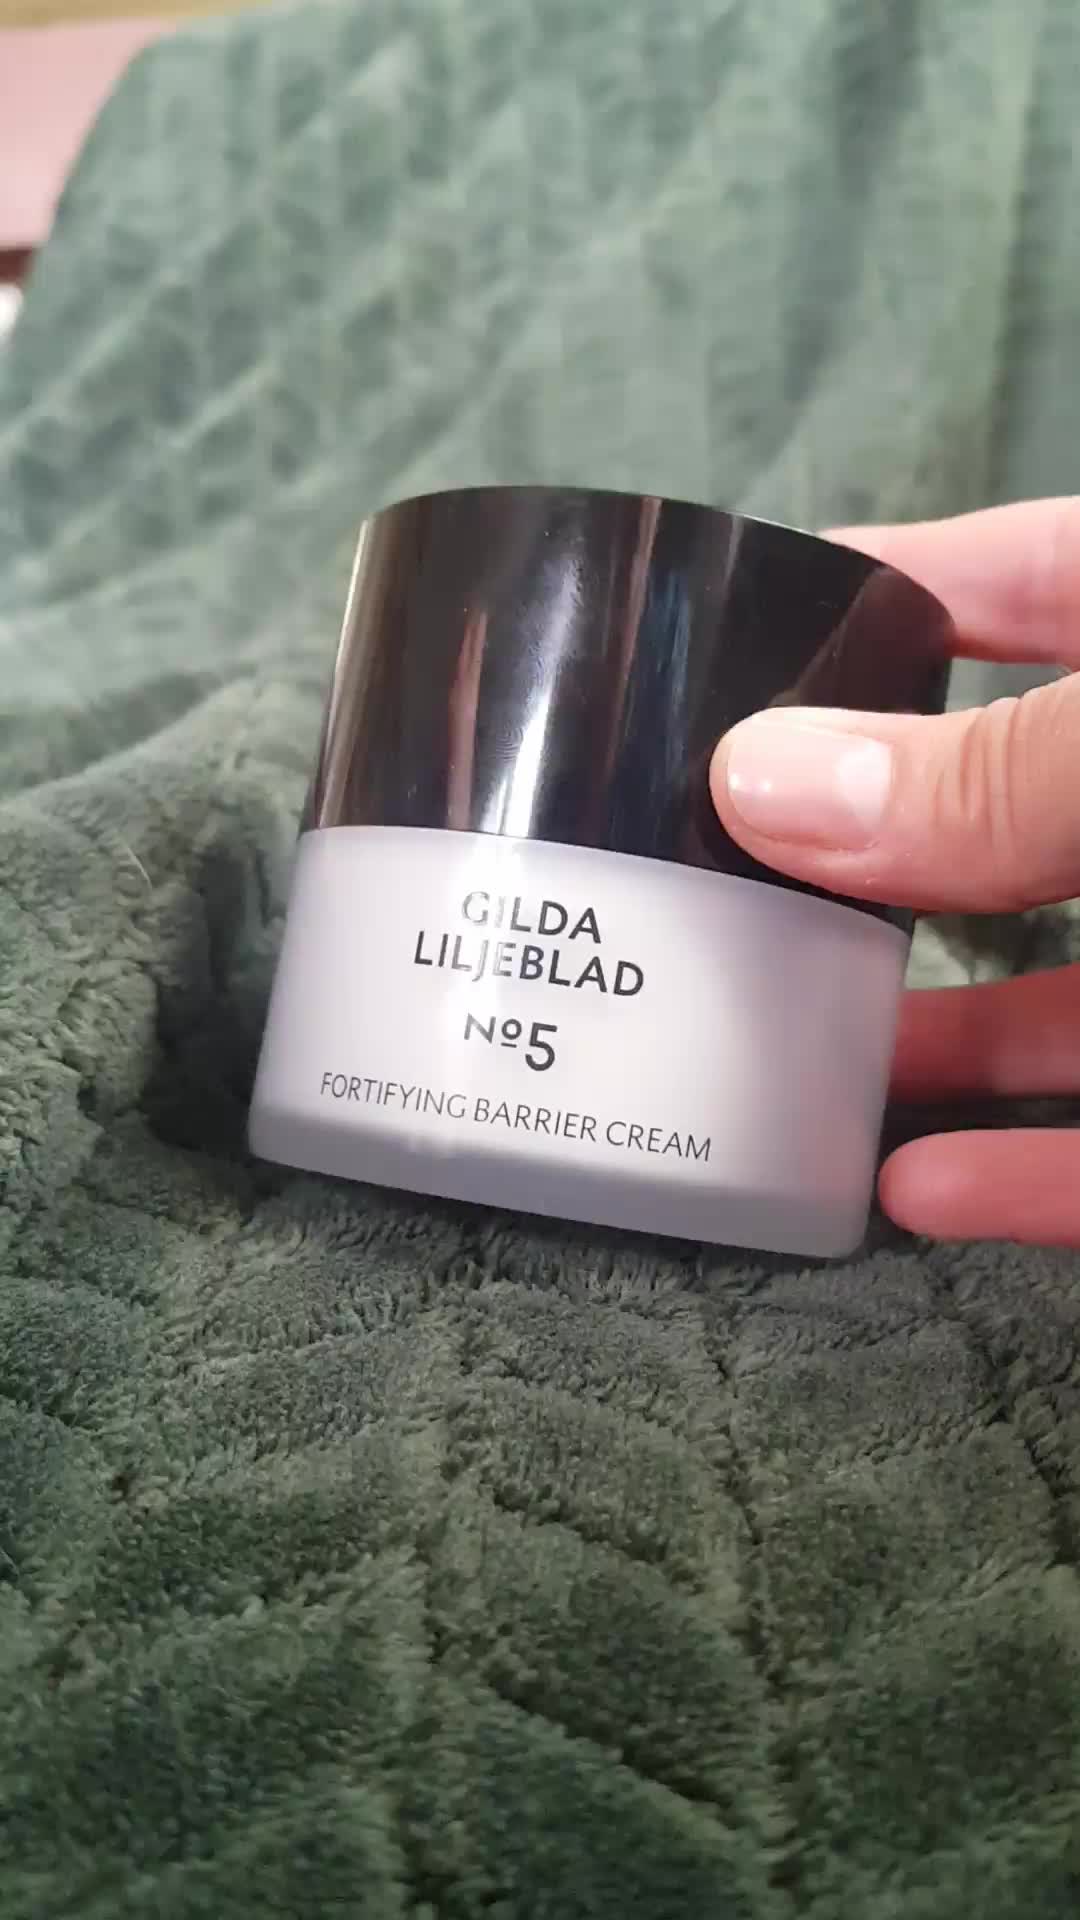 GILDA
LILJEBLAD
Nº5
FORTIFYING BARRIER CREAM